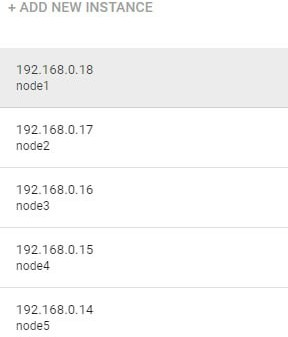 + ADD NEW INSTANCE
192.168.0.18
node1
192.168.0.17
node2
192.168.0.16
node3
192.168.0.15
node4
192.168.0.14
node5